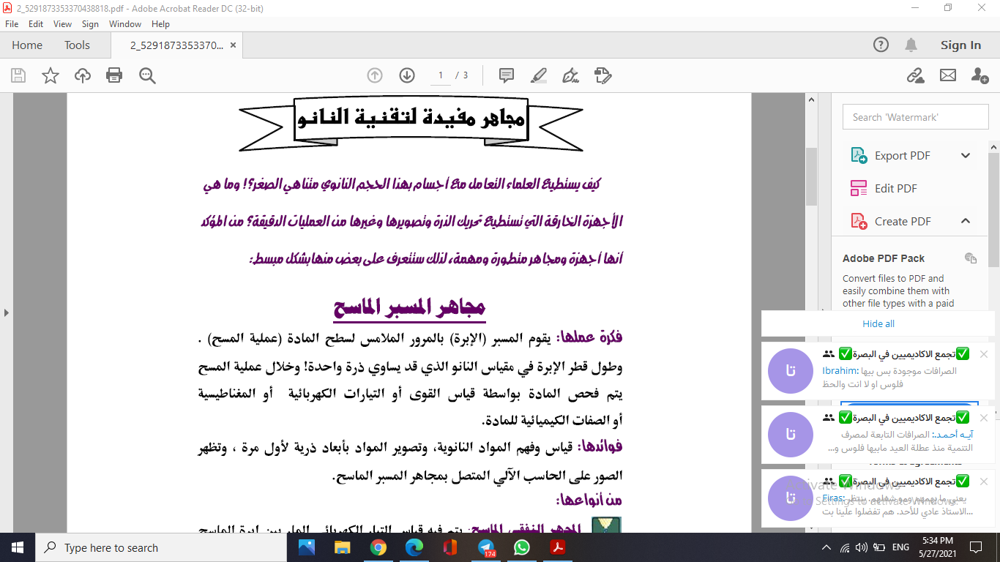 2_5291873353370438818.pdf - Adobe Acrobat Reader DC (32-bit)
File Edit View Sign Window Help
Home Tools 2_52918733533​70... × Sign In
1 / 3
مجاهر مفيدة لتقنية النانو
كيف يستطيع العلماء التعامل مع أجسام بهذا الحجم النانوي متناهي الصغر؟! وما هي
الأجهزة الخارقة التي تستطيع تحريك الذرة وتصويرها وغيرها من العمليات الدقيقة؟ من المؤكد
أنها أجهزة ومجاهر متطورة ومهمة، لذلك سنتعرف على بعض منها بشكل مبسط:
مجاهر المسبر الماسح
فكرة عملها: يقوم المسبر (الإبرة) بالمرور الملامس لسطح المادة (عملية المسح) .
وطول قطر الإبرة في مقياس النانو الذي قد يساوي ذرة واحدة! وخلال عملية المسح
يتم فحص المادة بواسطة قياس القوى أو التيارات الكهربائية أو المغناطيسية
أو الصفات الكيميائية للمادة.
فوائدها: قياس وفهم المواد النانوية، وتصوير المواد بأبعاد ذرية لأول مرة ، وتظهر
الصور على الحاسب الآلي المتصل بمجاهر المسبر الماسح.
من أنواعها:
المجهر النفقي الماسح: يتم فيه قياس التيار الكهربائي المار بين إبرة الماسح
Search 'Watermark'
Export PDF
Edit PDF
Create PDF
Adobe PDF Pack
Convert files to PDF and
easily combine them with
other file types with a paid
Hide all
✅تجمع الاكاديميين في البصرة✅
تا
Ibrahim: الصرافات موجودة بس بيها
فلوس او لا انت والحظ
✅تجمع الاكاديميين في البصرة✅
تا
آيـه أحـمـد.: الصرافات التابعة لمصرف
التنمية منذ عطلة العيد مابيها فلوس و...
✅تجمع الاكاديميين في البصرة✅
تا
Firas: يعني ما يهمهم ومو شغلهم. ينتظر
الاستاذ عادي للأحد. هم تفضلوا علينا بت...
Activate Windows
Go to Settings to activate Windows.
Type here to search
174
ENG
5:34 PM
5/27/2021